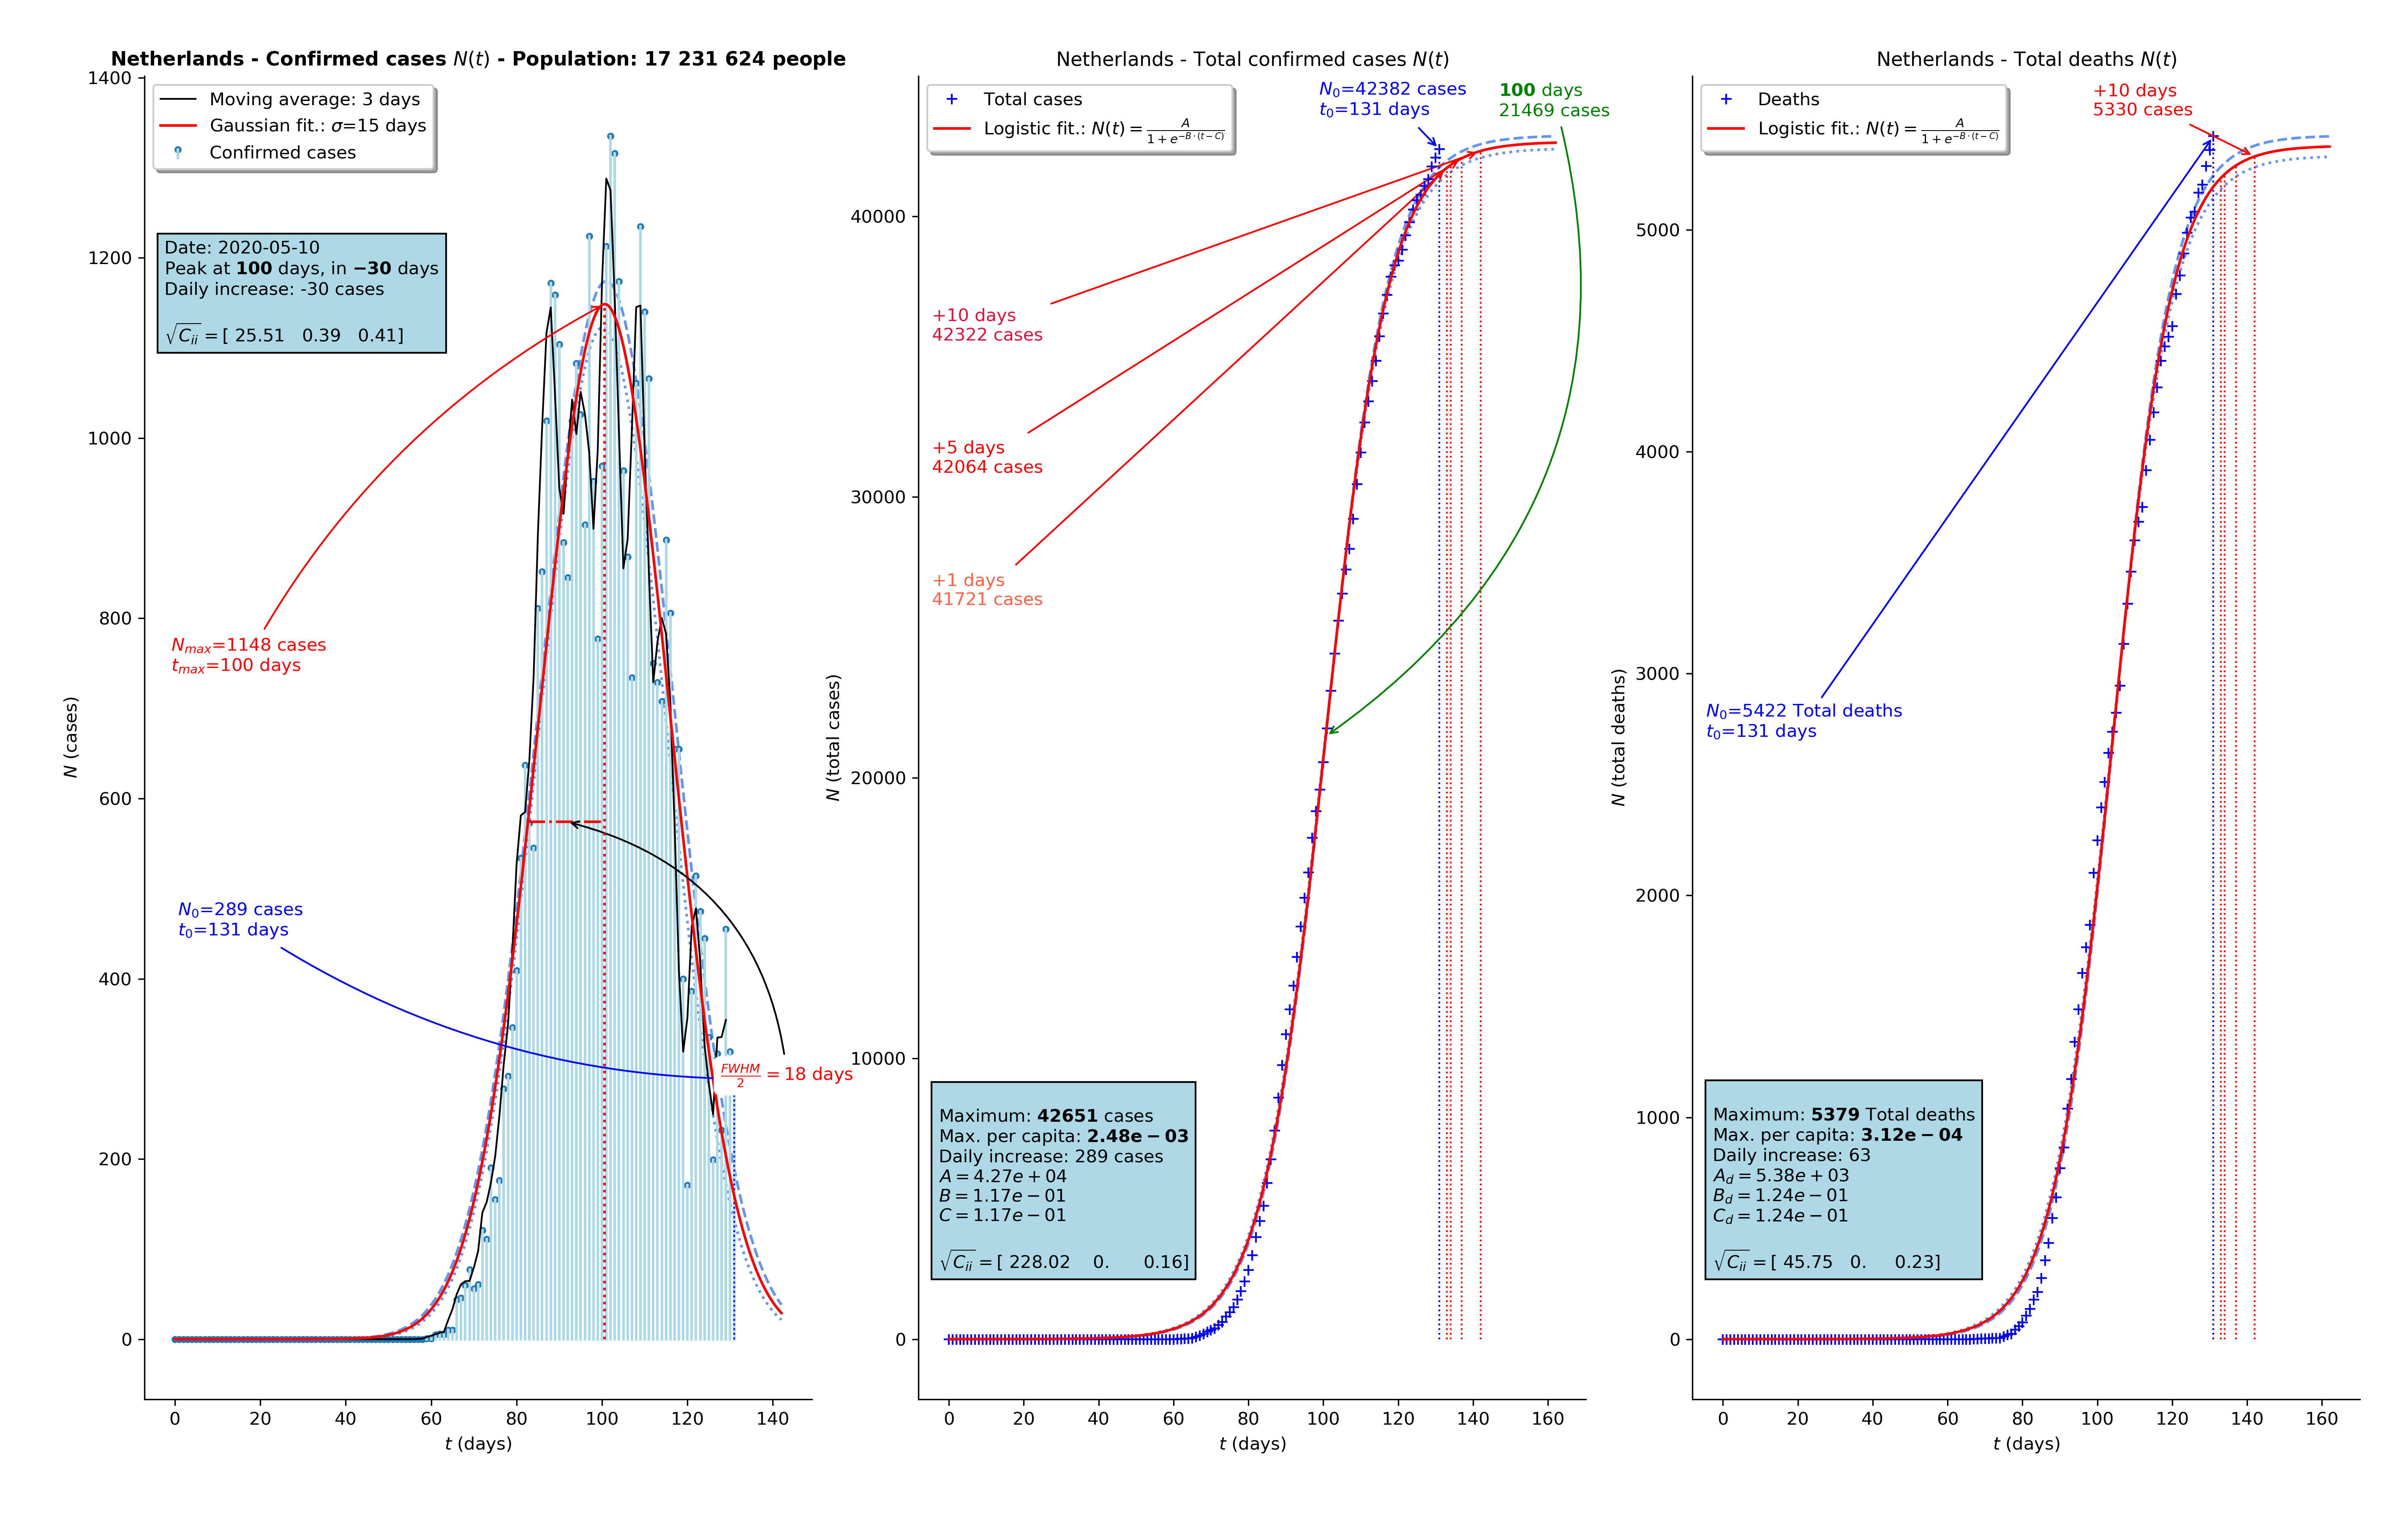 Netherlands - Confirmed cases N(t) - Population: 17 231 624 people
1400
1200
1000
800
600
400
200
0
N (cases)
Moving average: 3 days
Gaussian fit.: σ=15 days
Confirmed cases
Date: 2020-05-10
Peak at 100 days, in −30 days
Daily increase: -30 cases
√Cii = [ 25.51 0.39 0.41]
Nmax=1148 cases
tmax=100 days
N0=289 cases
t0=131 days
FWHM/2 = 18 days
0 20 40 60 80 100 120 140
t (days)
Netherlands - Total confirmed cases N(t)
40000
30000
20000
10000
0
N (total cases)
Total cases
Logistic fit.: N(t) = A/(1 + e^(−B·(t−C)))
N0=42382 cases
t0=131 days
100 days
21469 cases
+10 days
42322 cases
+5 days
42064 cases
+1 days
41721 cases
Maximum: 42651 cases
Max. per capita: 2.48e − 03
Daily increase: 289 cases
A = 4.27e + 04
B = 1.17e − 01
C = 1.17e − 01
√Cii = [ 228.02 0. 0.16]
0 20 40 60 80 100 120 140 160
t (days)
Netherlands - Total deaths N(t)
5000
4000
3000
2000
1000
0
N (total deaths)
Deaths
Logistic fit.: N(t) = A/(1 + e^(−B·(t−C)))
+10 days
5330 cases
N0=5422 Total deaths
t0=131 days
Maximum: 5379 Total deaths
Max. per capita: 3.12e − 04
Daily increase: 63
Ad = 5.38e + 03
Bd = 1.24e − 01
Cd = 1.24e − 01
√Cii = [ 45.75 0. 0.23]
0 20 40 60 80 100 120 140 160
t (days)